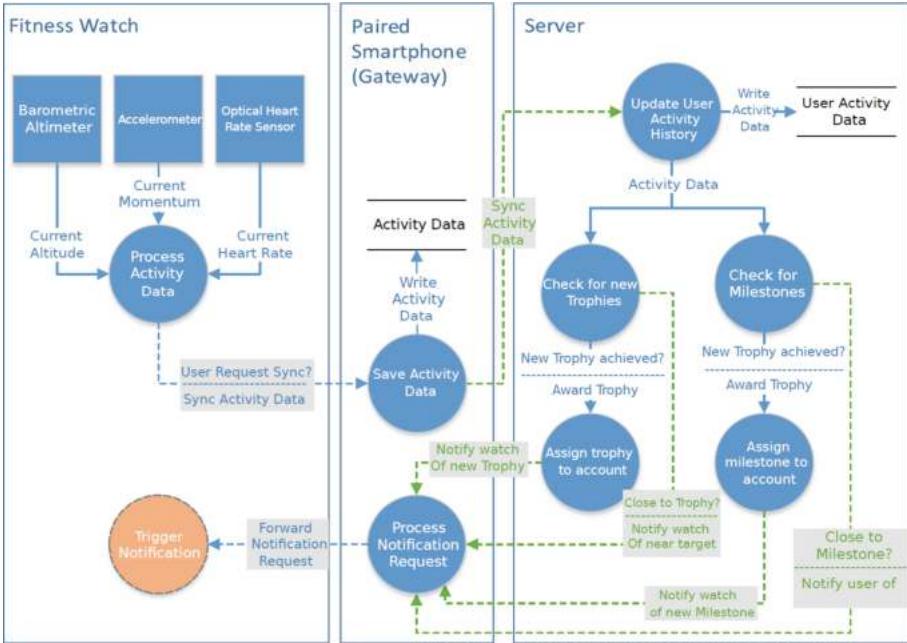 Fitness Watch
Paired
Smartphone
(Gateway)
Server
Barometric
Altimeter
Accelerometer
Optical Heart
Rate Sensor
Current
Momentum
Current
Altitude
Current
Heart Rate
Process
Activity
Data
User Request Sync?
Sync Activity Data
Trigger
Notification
Forward
Notification
Request
Activity Data
Write
Activity
Data
Save Activity
Data
Sync
Activity
Data
Notify watch
Of new Trophy
Process
Notification
Request
Update User
Activity
History
Write
Activity
Data
User Activity
Data
Activity Data
Check for new
Trophies
Check for
Milestones
New Trophy achieved?
Award Trophy
New Trophy achieved?
Award Trophy
Assign trophy
to account
Assign
milestone to
account
Close to Trophy?
Notify watch
Of near target
Close to
Milestone?
Notify user of
Notify watch
of new Milestone